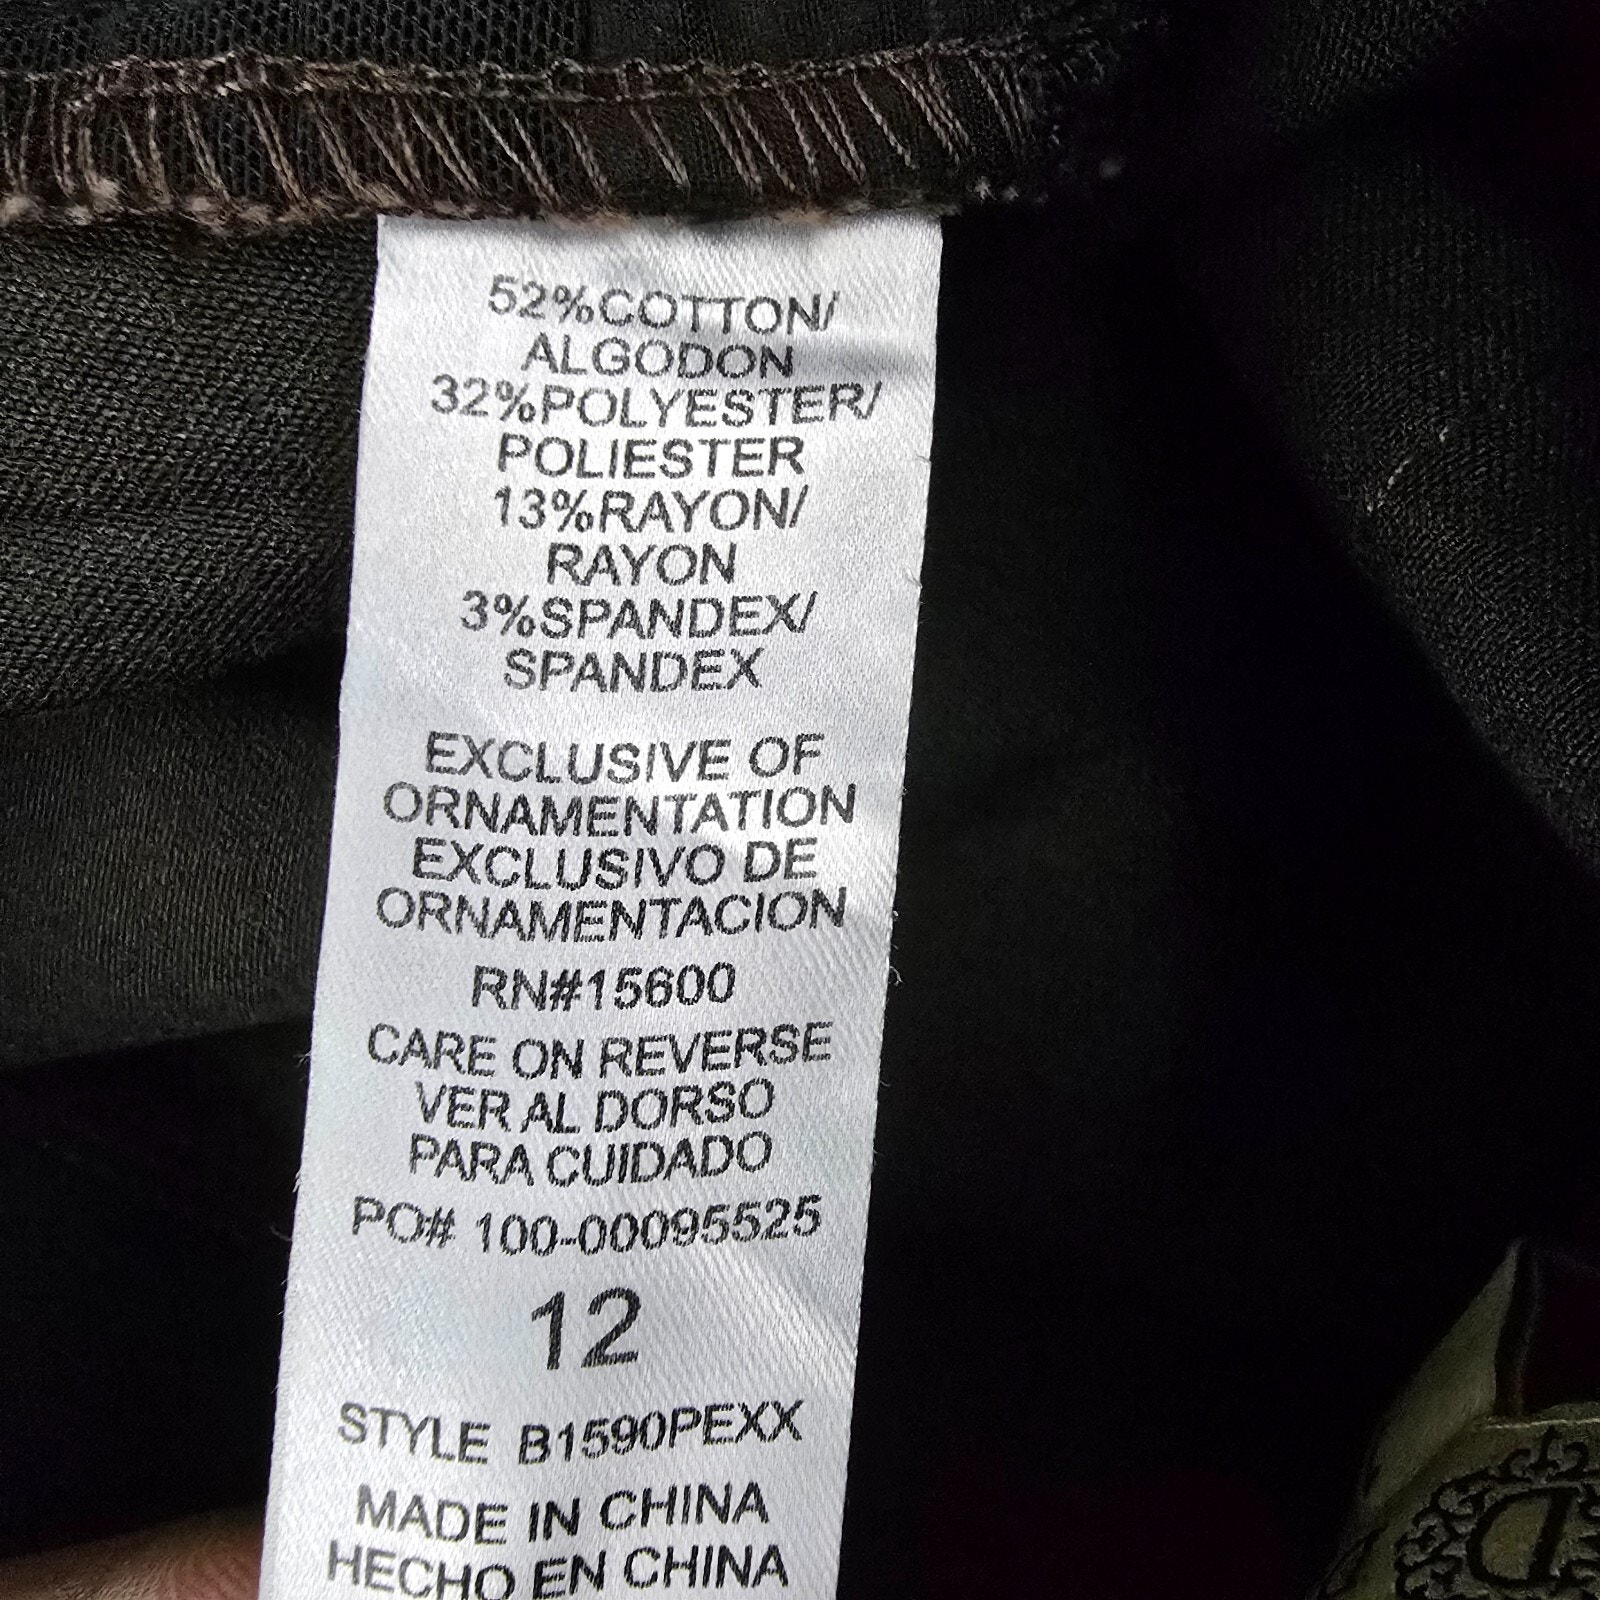 52%COTTON/
ALGODON
32%POLYESTER/
POLIESTER
13%RAYON/
RAYON
3%SPANDEX/
SPANDEX
EXCLUSIVE OF
ORNAMENTATION
EXCLUSIVO DE
ORNAMENTACION
RN#15600
CARE ON REVERSE
VER AL DORSO
PARA CUIDADO
PO# 100-00095525
12
STYLE B1590PEXX
MADE IN CHINA
HECHO EN CHINA
D